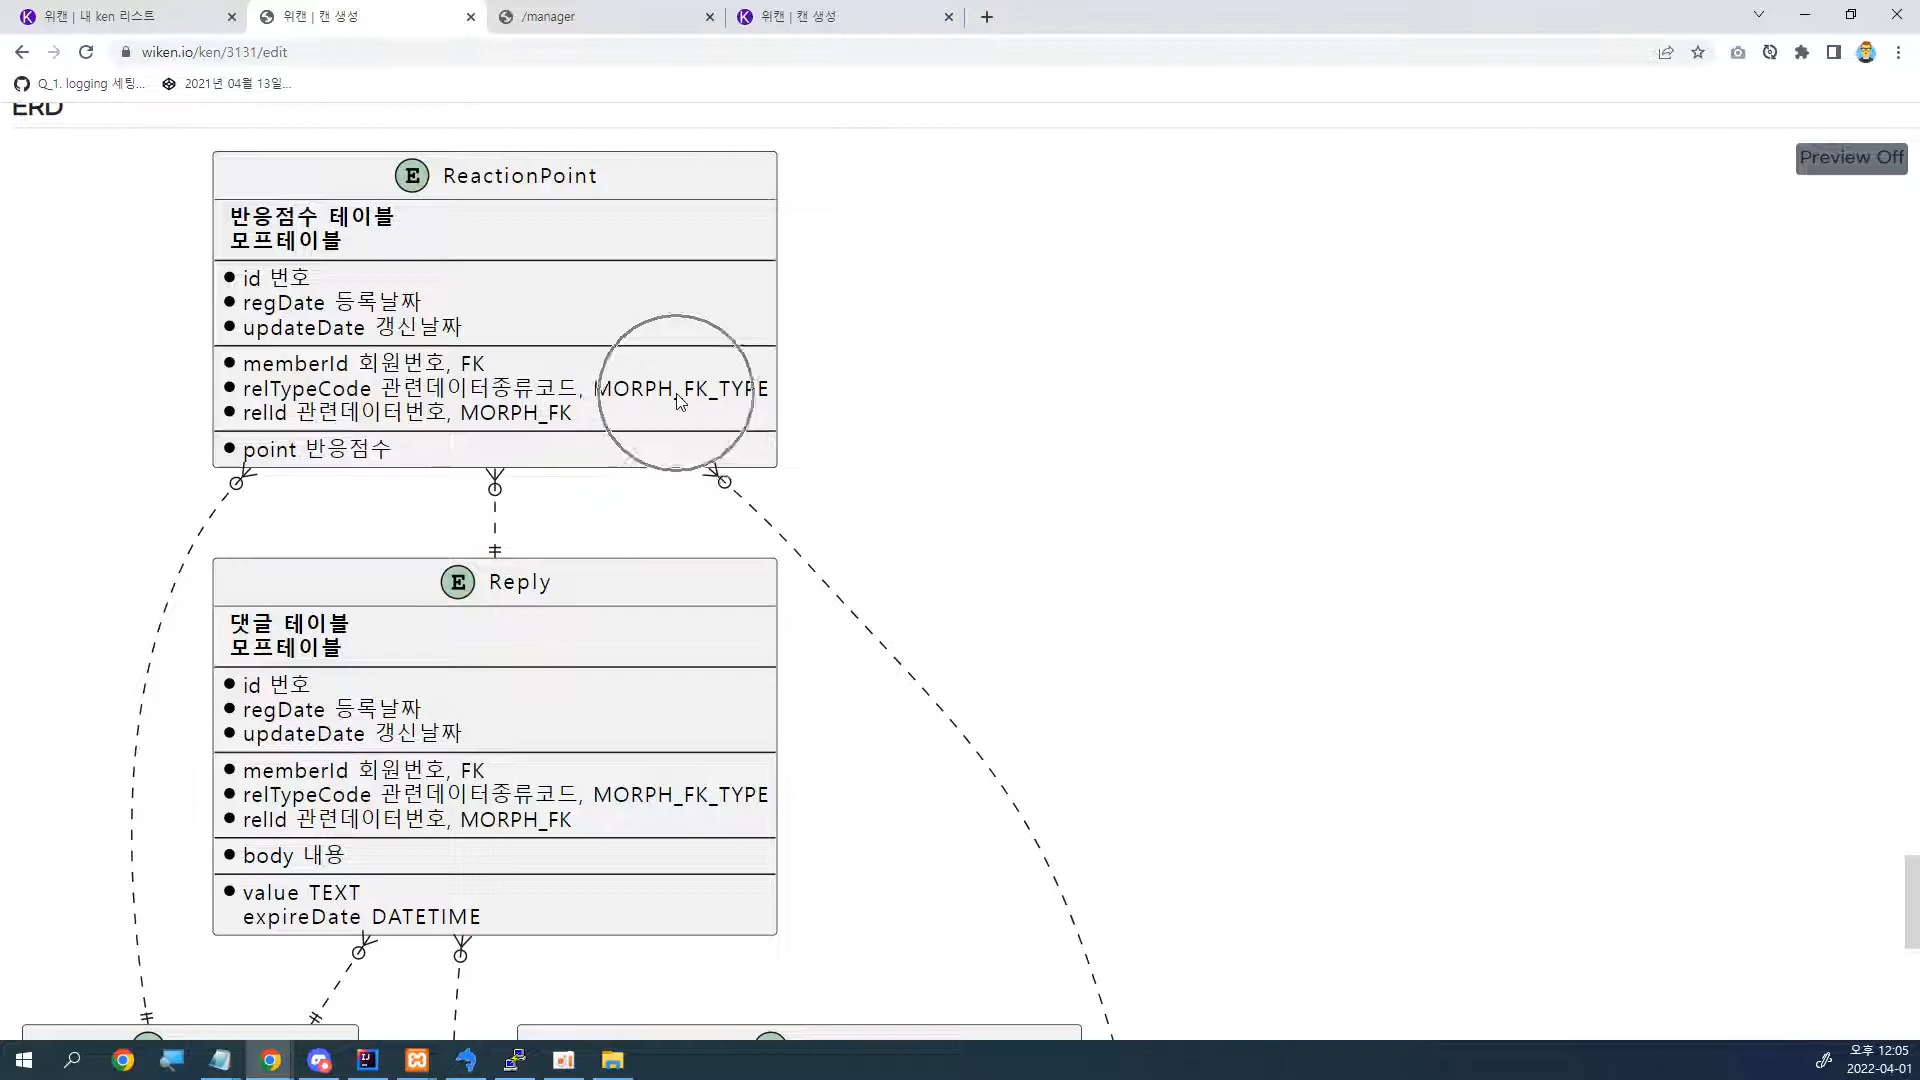 위캔 | 내 ken 리스트
위캔 | 캔 생성
/manager
위캔 | 캔 생성
wiken.io/ken/3131/edit
Q_1. logging 세팅...
2021년 04월 13일...
ERD
Preview Off
E ReactionPoint
반응점수 테이블
모프테이블
id 번호
regDate 등록날짜
updateDate 갱신날짜
memberId 회원번호, FK
relTypeCode 관련데이터종류코드, MORPH_FK_TYPE
relId 관련데이터번호, MORPH_FK
point 반응점수
E Reply
댓글 테이블
모프테이블
id 번호
regDate 등록날짜
updateDate 갱신날짜
memberId 회원번호, FK
relTypeCode 관련데이터종류코드, MORPH_FK_TYPE
relId 관련데이터번호, MORPH_FK
body 내용
value TEXT
expireDate DATETIME
오후 12:05
2022-04-01